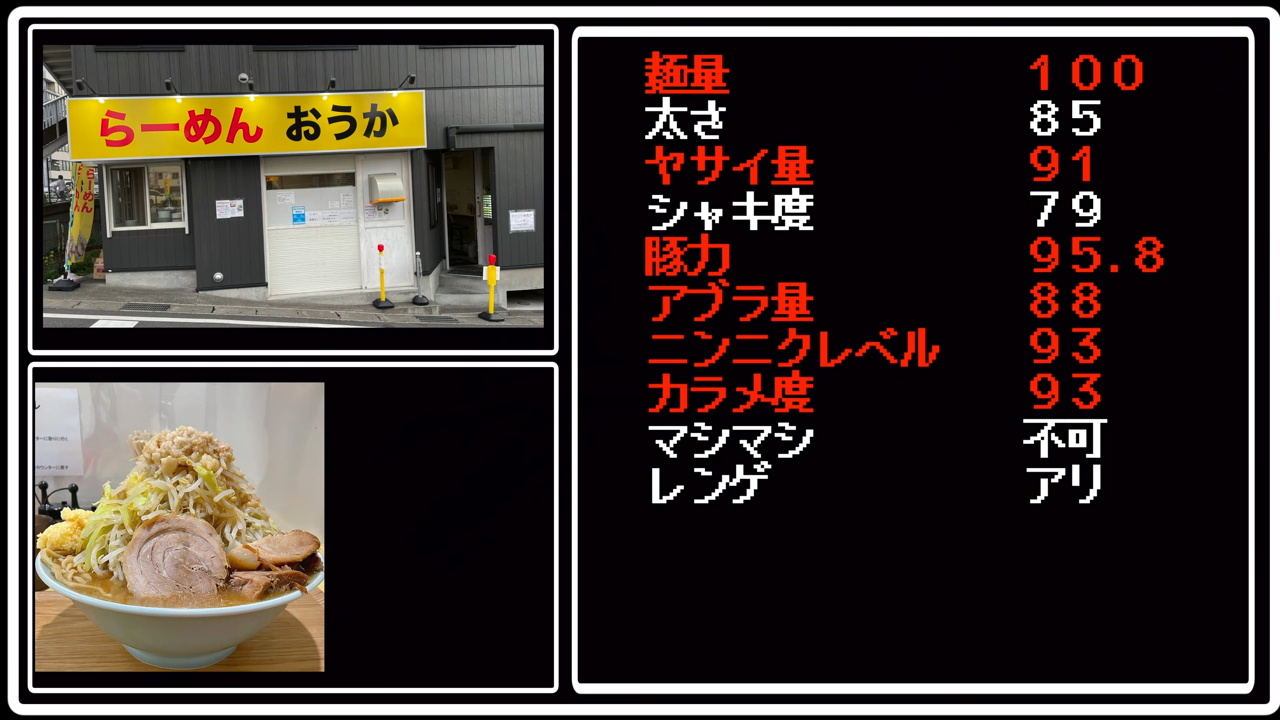 らーめん おうか
らーめん
麺量 100
太さ 85
ヤサイ量 91
シャキ度 79
豚力 95.8
アブラ量 88
ニンニクレベル 93
カラメ度 93
マシマシ 不可
レンゲ アリ